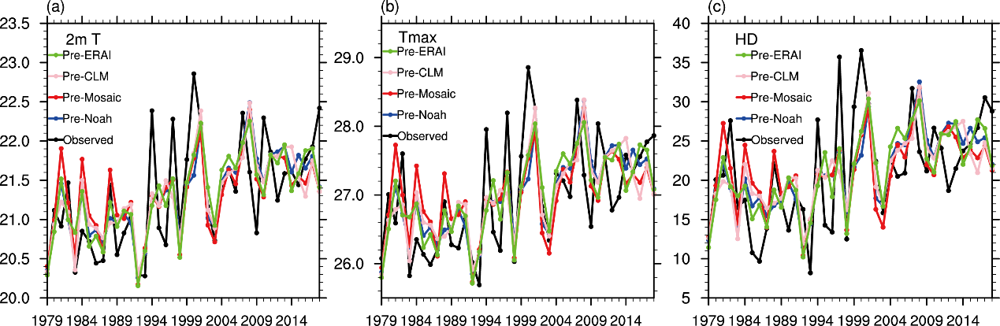 (a)
2m T
Pre-ERAI
Pre-CLM
Pre-Mosaic
Pre-Noah
Observed
23.5
23.0
22.5
22.0
21.5
21.0
20.5
20.0
1979 1984 1989 1994 1999 2004 2009 2014
(b)
Tmax
Pre-ERAI
Pre-CLM
Pre-Mosaic
Pre-Noah
Observed
29.0
28.0
27.0
26.0
1979 1984 1989 1994 1999 2004 2009 2014
(c)
HD
Pre-ERAI
Pre-CLM
Pre-Mosaic
Pre-Noah
Observed
40
35
30
25
20
15
10
5
1979 1984 1989 1994 1999 2004 2009 2014